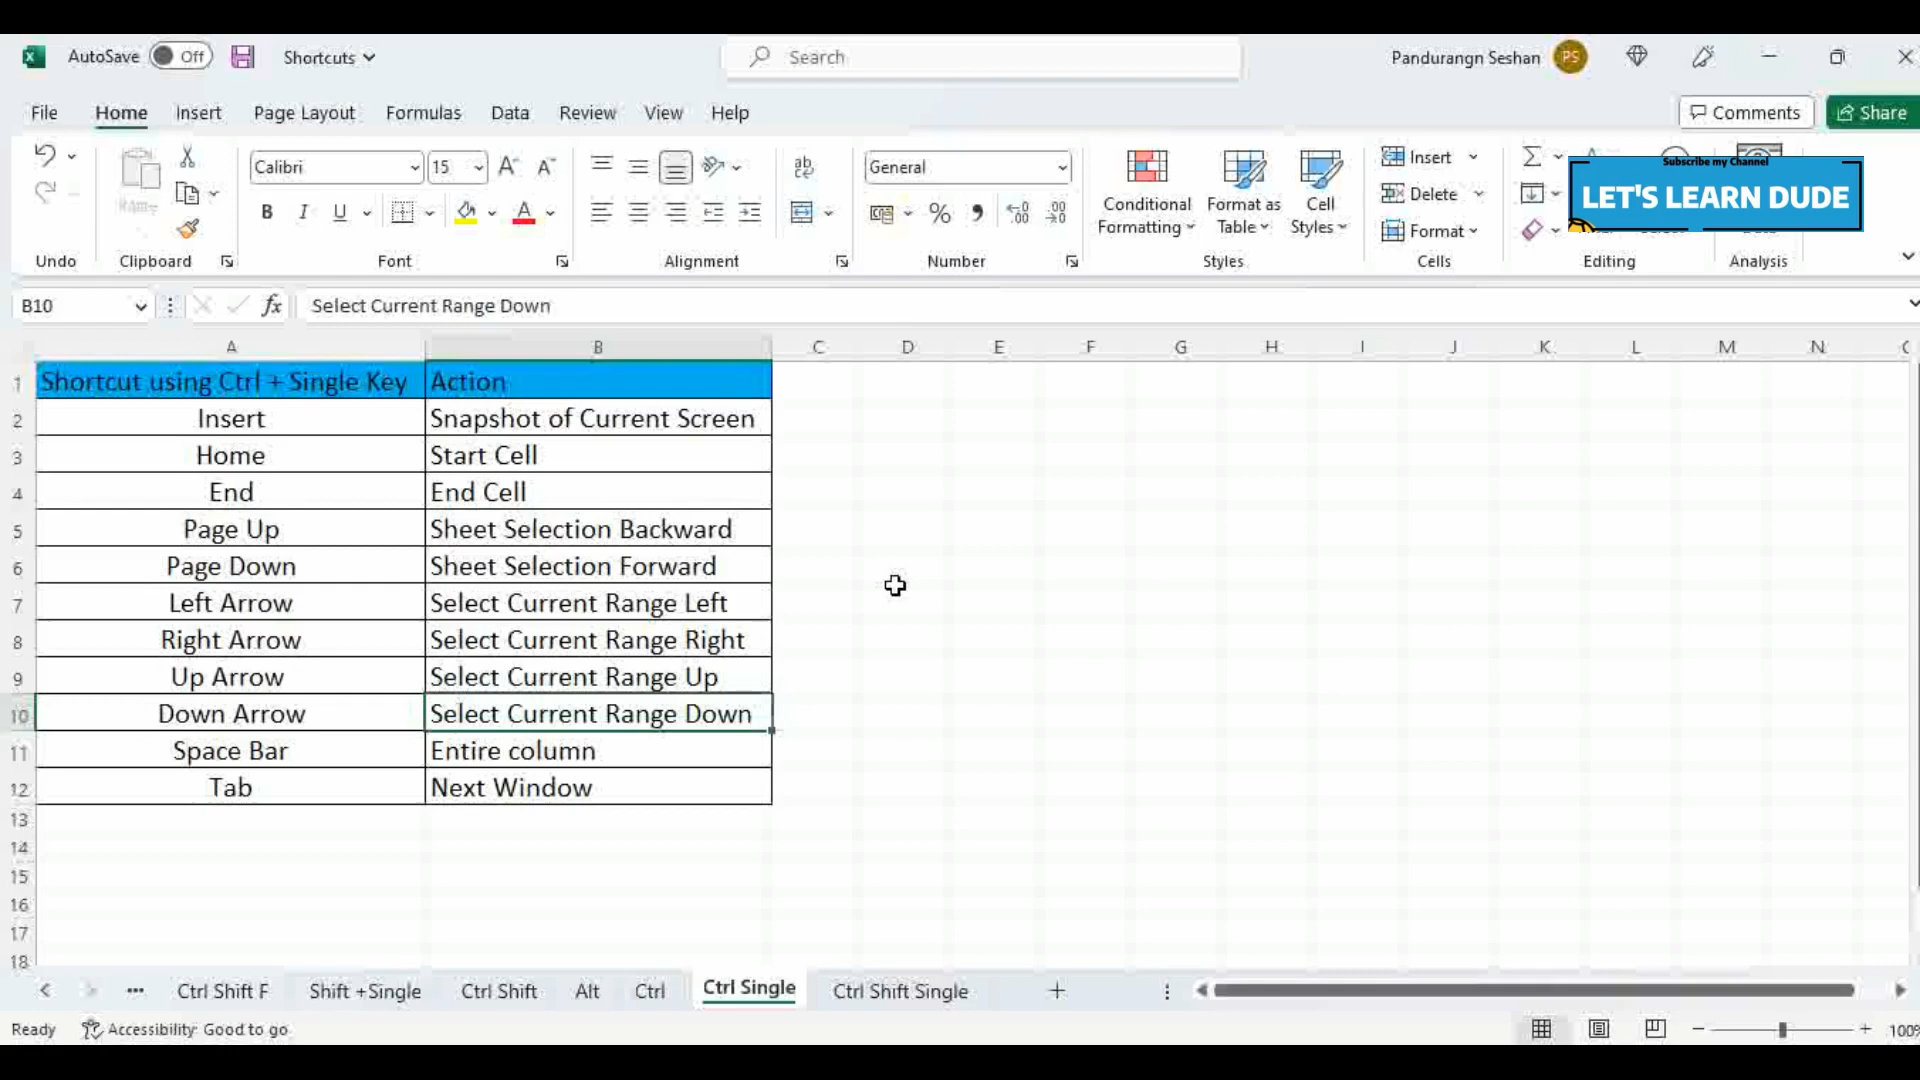 AutoSave Off Shortcuts Search Pandurangn Seshan PS
File Home Insert Page Layout Formulas Data Review View Help Comments Share
Calibri 15 General
Conditional Formatting
Format as Table
Cell Styles
Insert
Delete
Format
Subscribe my Channel
LET'S LEARN DUDE
Undo Clipboard Font Alignment Number Styles Cells Editing Analysis
B10 fx Select Current Range Down
A B C D E F G H I J K L M N
1 Shortcut using Ctrl + Single Key Action
2 Insert Snapshot of Current Screen
3 Home Start Cell
4 End End Cell
5 Page Up Sheet Selection Backward
6 Page Down Sheet Selection Forward
7 Left Arrow Select Current Range Left
8 Right Arrow Select Current Range Right
9 Up Arrow Select Current Range Up
10 Down Arrow Select Current Range Down
11 Space Bar Entire column
12 Tab Next Window
13
14
15
16
17
18
... Ctrl Shift F Shift +Single Ctrl Shift Alt Ctrl Ctrl Single Ctrl Shift Single +
Ready Accessibility: Good to go 100%